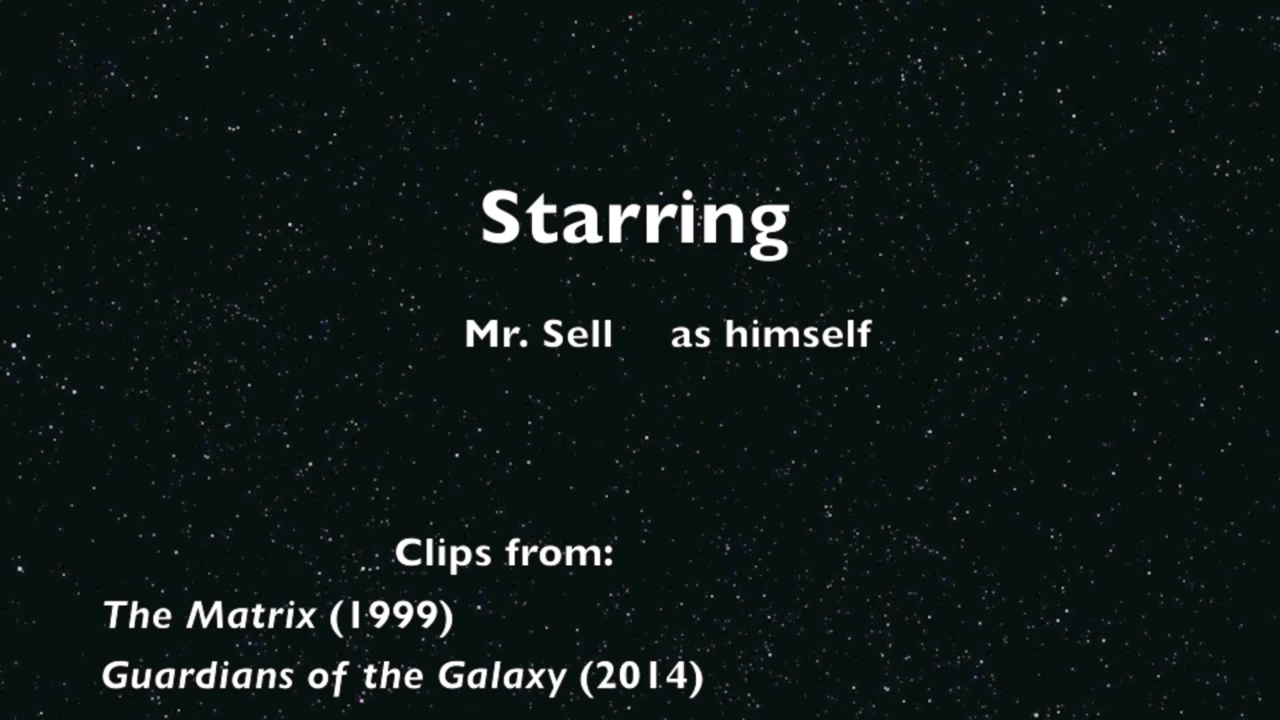 Starring
Mr. Sell as himself
Clips from:
The Matrix (1999)
Guardians of the Galaxy (2014)